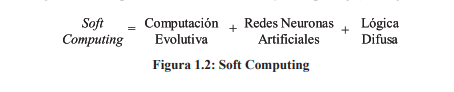 Soft Computing = Computación Evolutiva + Redes Neuronas Artificiales + Lógica Difusa
Figura 1.2: Soft Computing